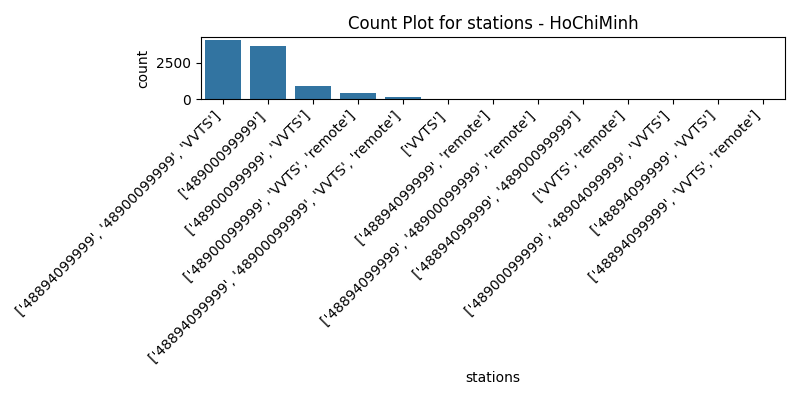 Count Plot for stations - HoChiMinh
count
2500
0
['48894099999', '48900099999', 'VVTS']
['48900099999']
['48900099999', 'VVTS']
['48900099999', 'VVTS', 'remote']
['48894099999', '48900099999', 'VVTS', 'remote']
['VVTS']
['48894099999', 'remote']
['48894099999', '48900099999', 'remote']
['48894099999', '48900099999']
['VVTS', 'remote']
['48900099999', '48904099999', 'VVTS']
['48894099999', 'VVTS']
['48894099999', 'VVTS', 'remote']
stations